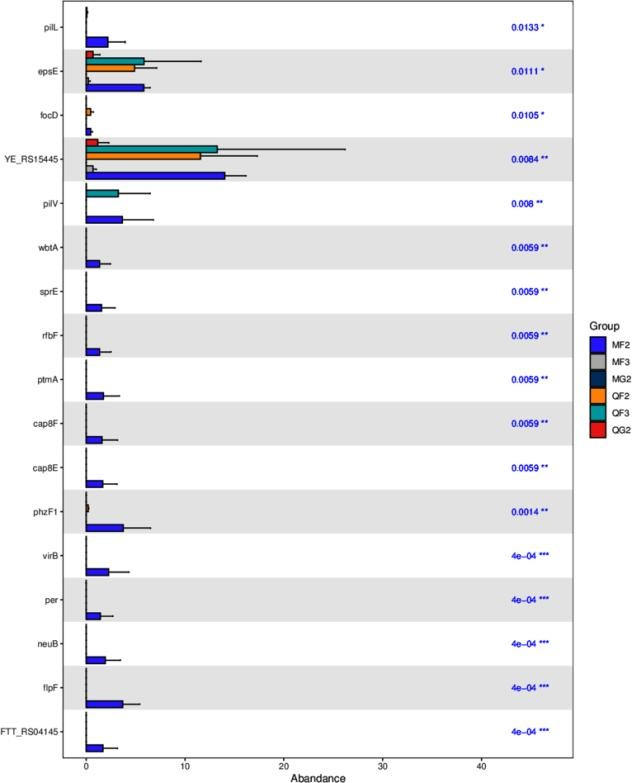 pilL 0.0133 *
epsE 0.0111 *
focD 0.0105 *
YE_RS15445 0.0084 **
pilV 0.008 **
wbtA 0.0059 **
sprE 0.0059 **
rfbF 0.0059 **
ptmA 0.0059 **
cap8F 0.0059 **
cap8E 0.0059 **
phzF1 0.0014 **
virB 4e−04 ***
per 4e−04 ***
neuB 4e−04 ***
flpF 4e−04 ***
FTT_RS04145 4e−04 ***
0 10 20 30 40
Abandance
Group
MF2
MF3
MG2
QF2
QF3
QG2